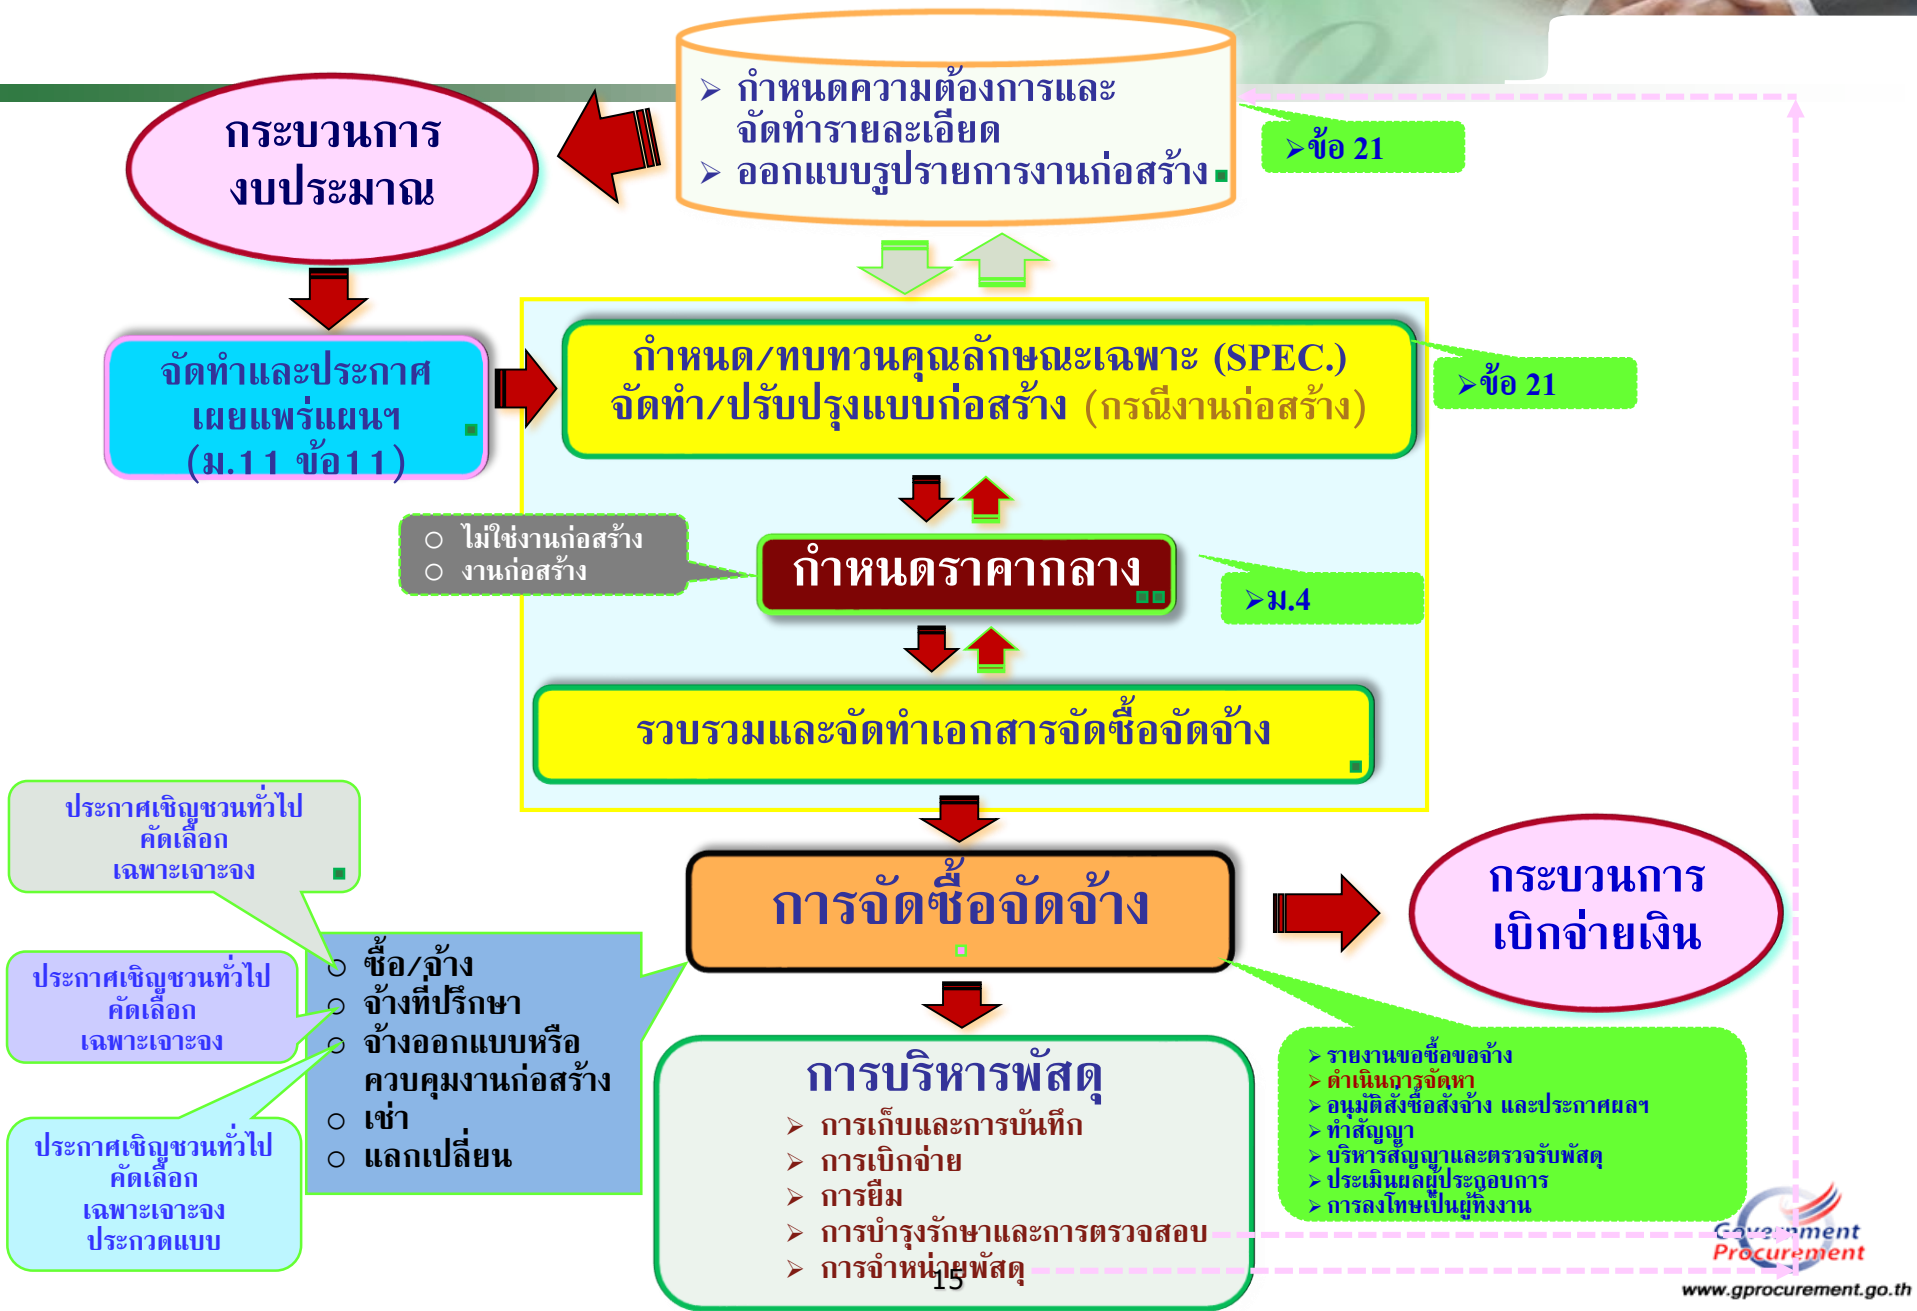 ➢ กำหนดความต้องการและ
จัดทำรายละเอียด
➢ ออกแบบรูปรายการงานก่อสร้าง
➢ข้อ 21
กระบวนการ
งบประมาณ
จัดทำและประกาศ
เผยแพร่แผนฯ
(ม.11 ข้อ11)
กำหนด/ทบทวนคุณลักษณะเฉพาะ (SPEC.)
จัดทำ/ปรับปรุงแบบก่อสร้าง (กรณีงานก่อสร้าง)
➢ข้อ 21
○ ไม่ใช่งานก่อสร้าง
○ งานก่อสร้าง
กำหนดราคากลาง
➢ม.4
รวบรวมและจัดทำเอกสารจัดซื้อจัดจ้าง
ประกาศเชิญชวนทั่วไป
คัดเลือก
เฉพาะเจาะจง
การจัดซื้อจัดจ้าง
กระบวนการ
เบิกจ่ายเงิน
ประกาศเชิญชวนทั่วไป
คัดเลือก
เฉพาะเจาะจง
○ ซื้อ/จ้าง
○ จ้างที่ปรึกษา
○ จ้างออกแบบหรือ
ควบคุมงานก่อสร้าง
○ เช่า
○ แลกเปลี่ยน
ประกาศเชิญชวนทั่วไป
คัดเลือก
เฉพาะเจาะจง
ประกวดแบบ
การบริหารพัสดุ
➢ การเก็บและการบันทึก
➢ การเบิกจ่าย
➢ การยืม
➢ การบำรุงรักษาและการตรวจสอบ
➢ การจำหน่ายพัสดุ
➢ รายงานขอซื้อขอจ้าง
➢ ดำเนินการจัดหา
➢ อนุมัติสั่งซื้อสั่งจ้าง และประกาศผลฯ
➢ ทำสัญญา
➢ บริหารสัญญาและตรวจรับพัสดุ
➢ ประเมินผลผู้ประกอบการ
➢ การลงโทษเป็นผู้ทิ้งงาน
15
Government
Procurement
www.gprocurement.go.th